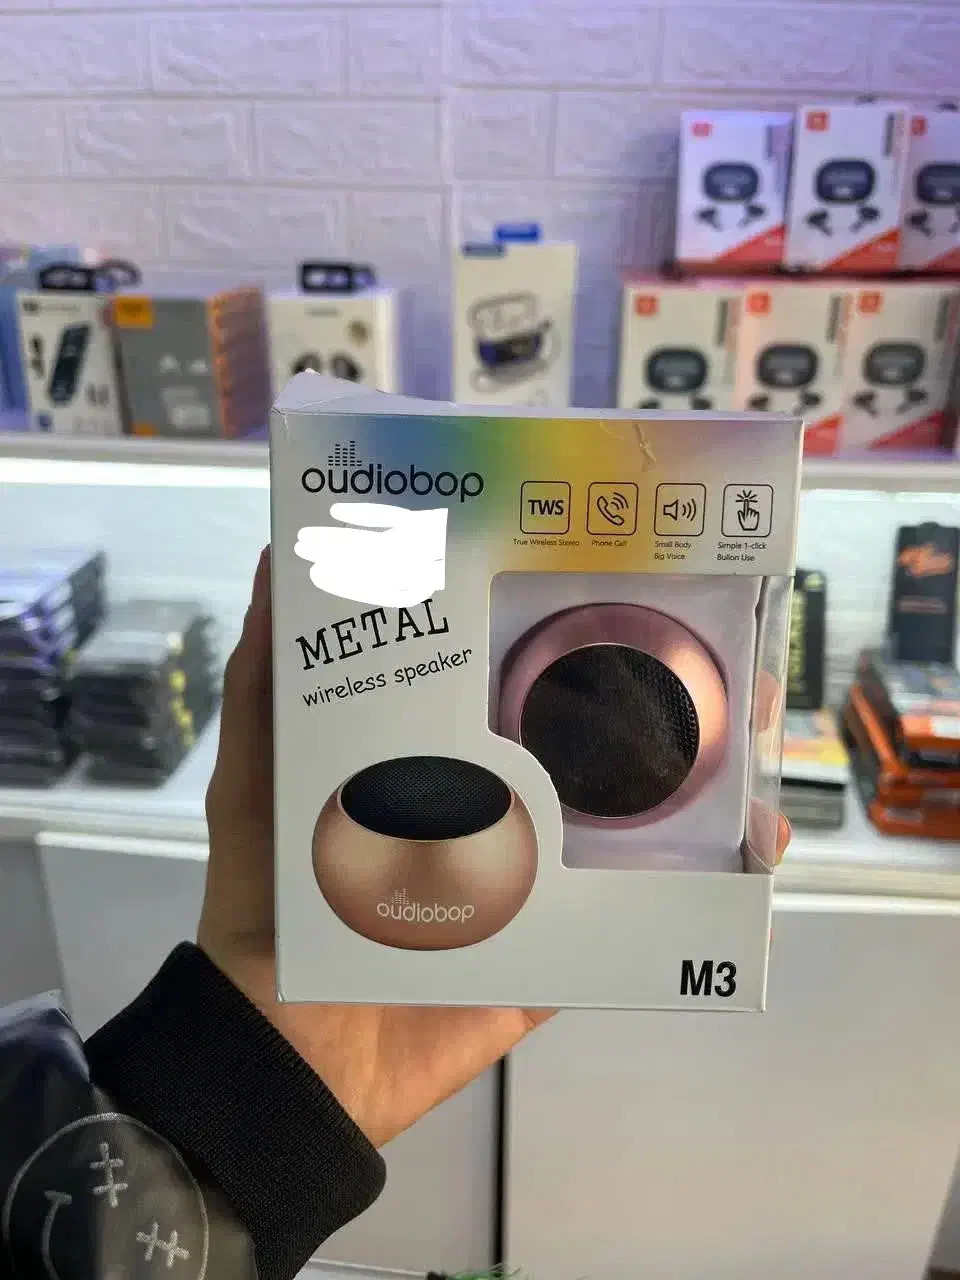 oudiobop
TWS
True Wireless Stereo
Phone Call
Small Body
Big Voice
Simple 1-click
Bullon Use
METAL
wireless speaker
oudiobop
M3